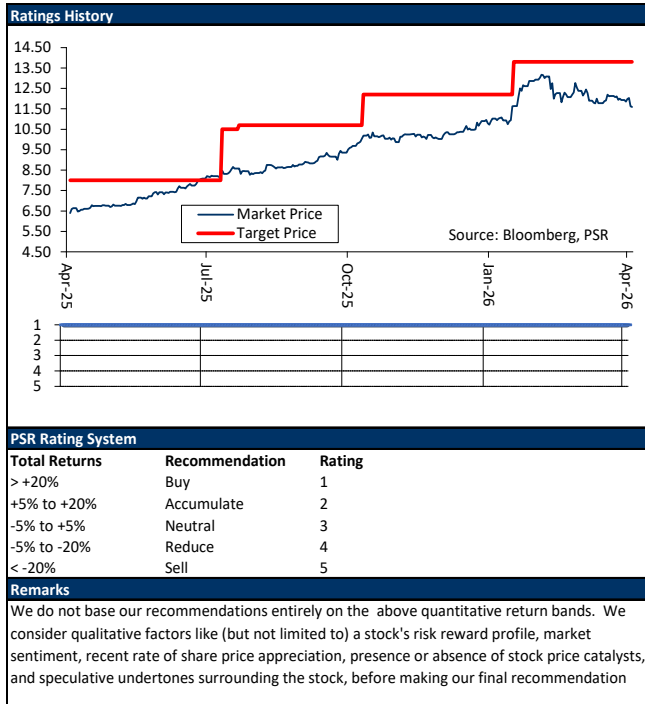 Ratings History
14.50
13.50
12.50
11.50
10.50
9.50
8.50
7.50
6.50
5.50
4.50
Market Price
Target Price
Source: Bloomberg, PSR
Apr-25
Jul-25
Oct-25
Jan-26
Apr-26
1
2
3
4
5
PSR Rating System
Total Returns Recommendation Rating
> +20% Buy 1
+5% to +20% Accumulate 2
-5% to +5% Neutral 3
-5% to -20% Reduce 4
< -20% Sell 5
Remarks
We do not base our recommendations entirely on the above quantitative return bands. We
consider qualitative factors like (but not limited to) a stock's risk reward profile, market
sentiment, recent rate of share price appreciation, presence or absence of stock price catalysts,
and speculative undertones surrounding the stock, before making our final recommendation